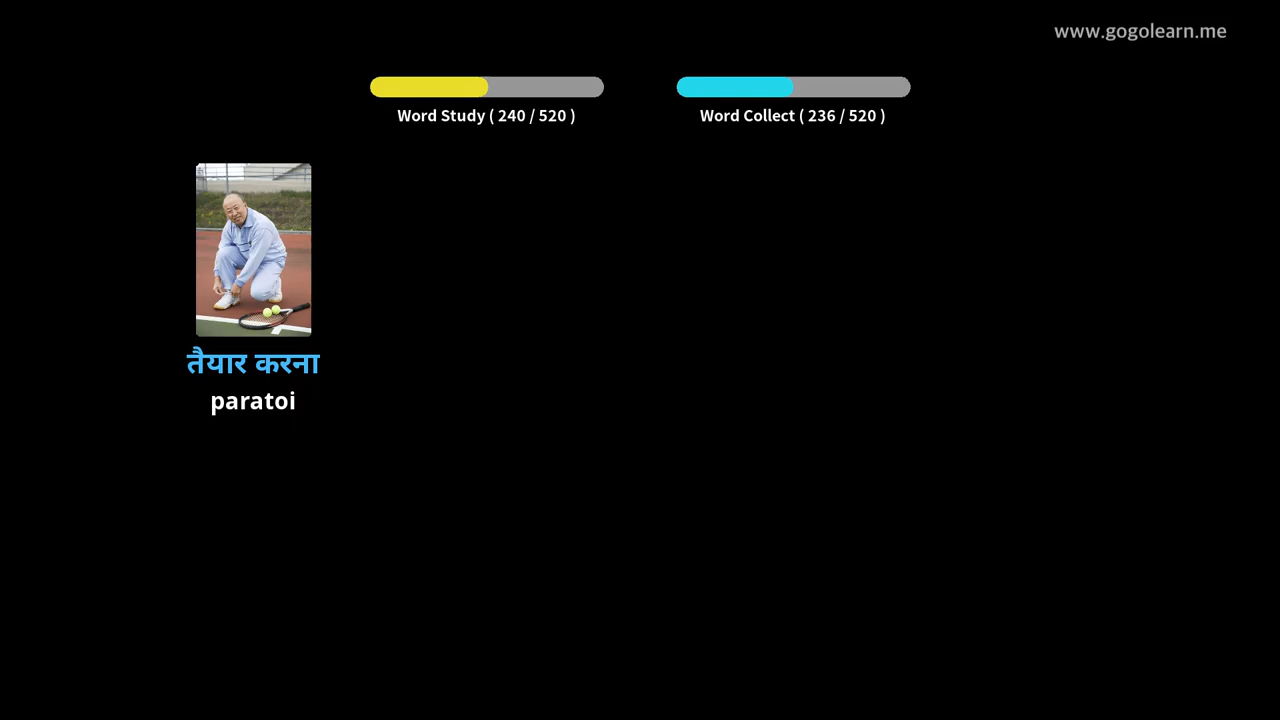 www.gogolearn.me
Word Study ( 240 / 520 )
Word Collect ( 236 / 520 )
तैयार करना
paratoi